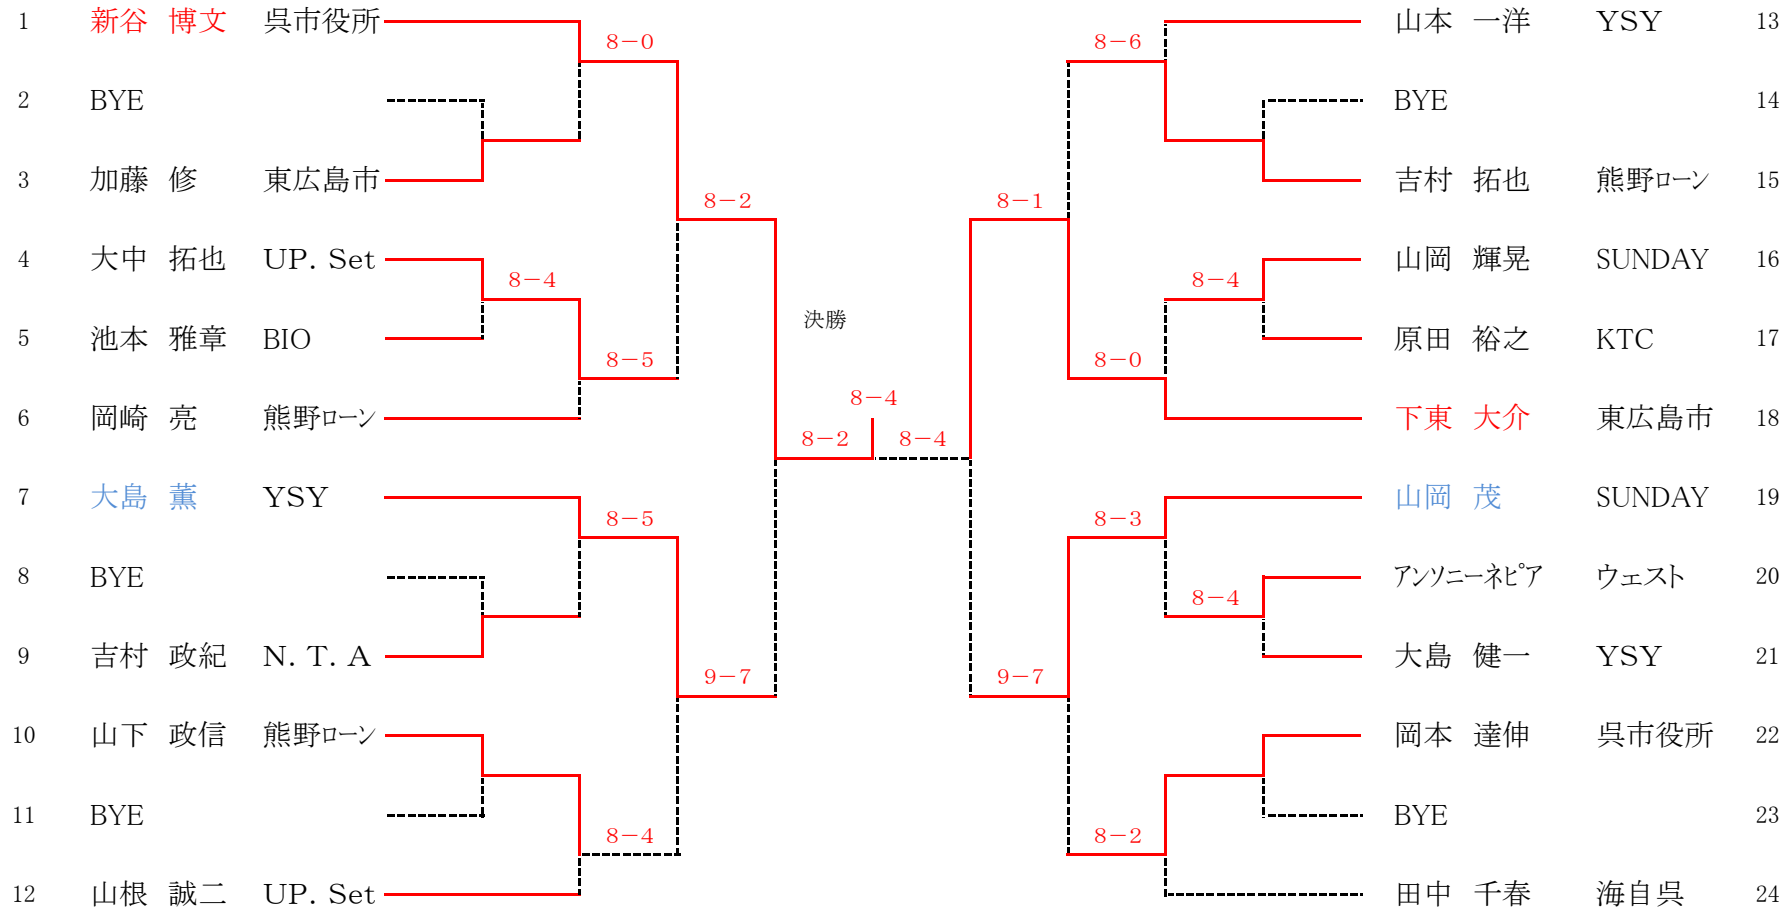 1 新谷 博文 呉市役所
8-0
2 BYE
3 加藤 修 東広島市
8-2
4 大中 拓也 UP. Set
8-4
5 池本 雅章 BIO
8-5
6 岡崎 亮 熊野ローン
7 大島 薫 YSY
8-5
8 BYE
9 吉村 政紀 N. T. A
9-7
10 山下 政信 熊野ローン
11 BYE
8-4
12 山根 誠二 UP. Set
決勝
8-4
8-2 8-4
山本 一洋 YSY 13
8-6
BYE 14
吉村 拓也 熊野ローン 15
8-1
山岡 輝晃 SUNDAY 16
8-4
原田 裕之 KTC 17
8-0
下東 大介 東広島市 18
山岡 茂 SUNDAY 19
8-3
アンソニーネピア ウェスト 20
8-4
大島 健一 YSY 21
9-7
岡本 達伸 呉市役所 22
BYE 23
8-2
田中 千春 海自呉 24